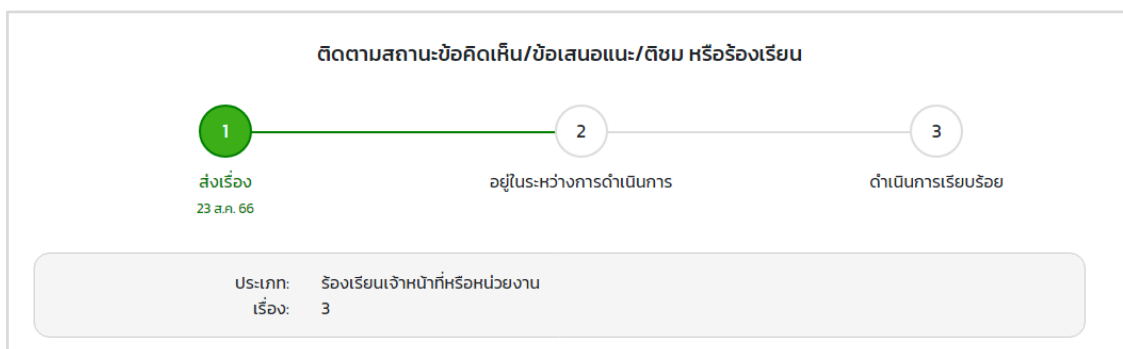 ติดตามสถานะข้อคิดเห็น/ข้อเสนอแนะ/ติชม หรือร้องเรียน
1 2 3
ส่งเรื่อง อยู่ในระหว่างการดำเนินการ ดำเนินการเรียบร้อย
23 ส.ค. 66
ประเภท: ร้องเรียนเจ้าหน้าที่หรือหน่วยงาน
เรื่อง: 3